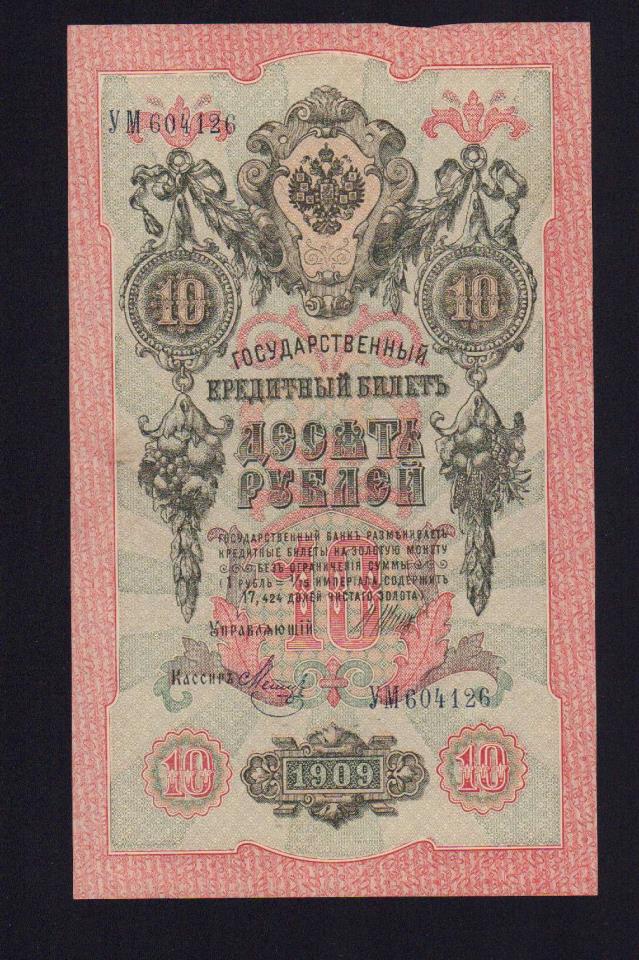 УМ 604126
10
10
ГОСУДАРСТВЕННЫЙ
КРЕДИТНЫЙ БИЛЕТЪ
ДЕСЯТЬ
РУБЛЕЙ
ГОСУДАРСТВЕННЫЙ БАНКЪ РАЗМѢНИВАЕТЪ
КРЕДИТНЫЕ БИЛЕТЫ НА ЗОЛОТУЮ МОНЕТУ
БЕЗЪ ОГРАНИЧЕНІЯ СУММЫ
(1 РУБЛЬ = 1/15 ИМПЕРІАЛА, СОДЕРЖИТЪ
17,424 ДОЛЕЙ ЧИСТАГО ЗОЛОТА)
10
Управляющій
Кассиръ
УМ 604126
10
1909
10